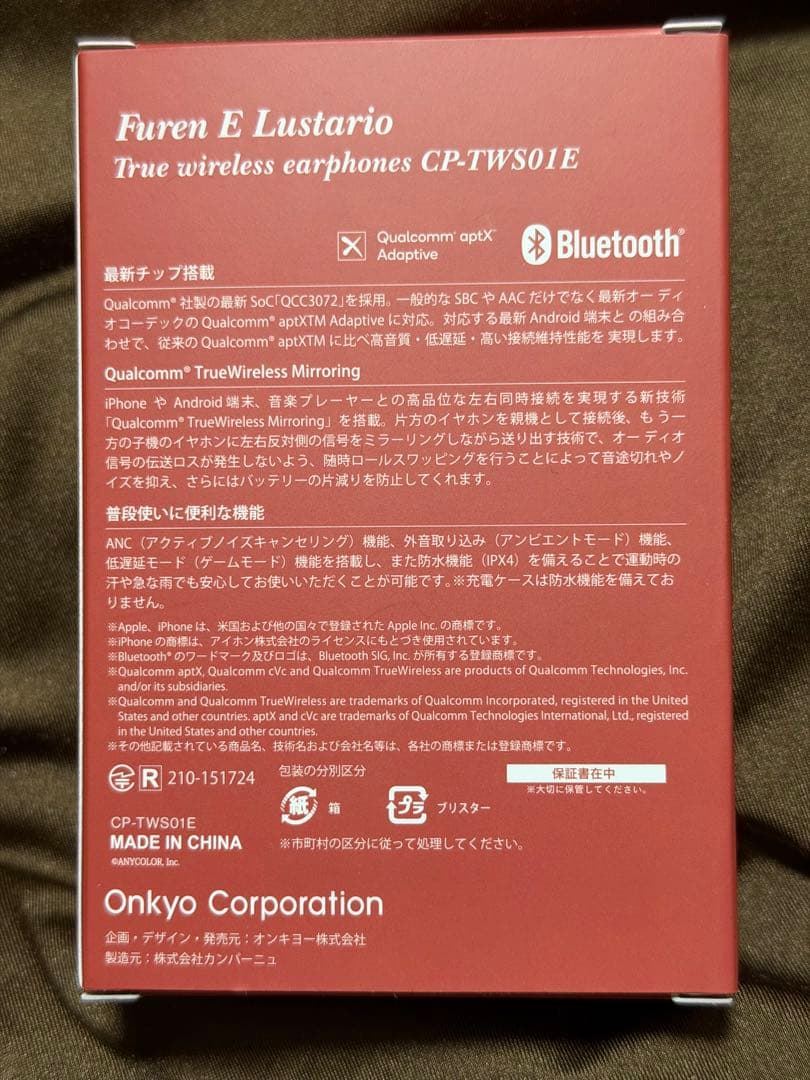 Furen E Lustario
True wireless earphones CP-TWS01E
Qualcomm® aptX™
Adaptive
Bluetooth®
最新チップ搭載
Qualcomm® 社製の最新 SoC「QCC3072」を採用。一般的な SBC や AAC だけでなく最新オー ディ
オコーデックの Qualcomm® aptXTM Adaptive に対応。対応する最新 Android 端末と の組み合
わせで、従来の Qualcomm® aptXTM に比べ高音質・低遅延・高い接続維持性能を 実現します。
Qualcomm® TrueWireless Mirroring
iPhone や Android 端末、音楽プレーヤーとの高品位な左右同時接続を実現する新技術
「Qualcomm® TrueWireless Mirroring」を搭載。片方のイヤホンを親機として接続後、も う一
方の子機のイヤホンに左右反対側の信号をミラーリングしながら送り出す技術で、オー ディオ
信号の伝送ロスが発生しないよう、随時ロールスワッピングを行うことによって音途切れやノ
イズを抑え、さらにはバッテリーの片減りを防止してくれます。
普段使いに便利な機能
ANC（アクティブノイズキャンセリング）機能、外音取り込み（アンビエントモード）機能、
低遅延モード（ゲームモード）機能を搭載し、また防水機能（IPX4）を備えることで運動時の
汗や急な雨でも安心してお使いいただくことが可能です。※充電ケースは防水機能を備えてお
りません。
※Apple、iPhone は、米国および他の国々で登録された Apple Inc. の商標です。
※iPhone の商標は、アイホン株式会社のライセンスにもとづき使用されています。
※Bluetooth® のワードマーク及びロゴは、Bluetooth SIG, Inc. が所有する登録商標です。
※Qualcomm aptX, Qualcomm cVc and Qualcomm TrueWireless are products of Qualcomm Technologies, Inc.
and/or its subsidiaries.
※Qualcomm and Qualcomm TrueWireless are trademarks of Qualcomm Incorporated, registered in the United
States and other countries. aptX and cVc are trademarks of Qualcomm Technologies International, Ltd., registered
in the United States and other countries.
※その他記載されている商品名、技術名および会社名等は、各社の商標または登録商標です。
R 210-151724
包装の分別区分
紙 箱
プラ ブリスター
※市町村の区分に従って処理してください。
保証書在中
※大切に保管してください。
CP-TWS01E
MADE IN CHINA
©ANYCOLOR, Inc.
Onkyo Corporation
企画・デザイン・発売元：オンキヨー株式会社
製造元：株式会社カンバーニュ